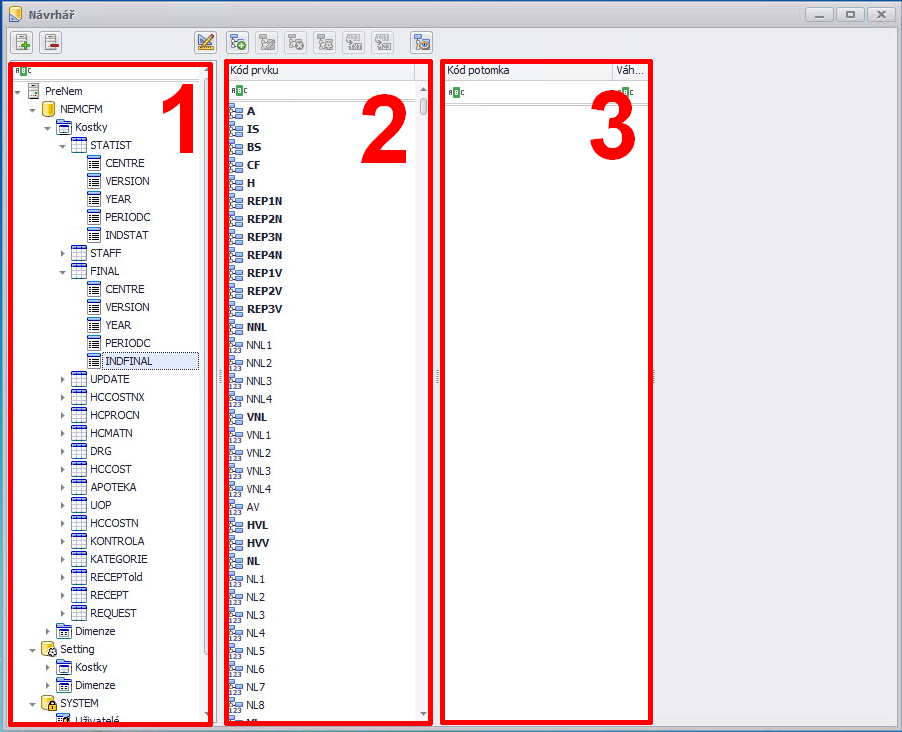 Návrhář
1
PreNem
NEMCFM
Kostky
STATIST
CENTRE
VERSION
YEAR
PERIODC
INDSTAT
STAFF
FINAL
CENTRE
VERSION
YEAR
PERIODC
INDFINAL
UPDATE
HCCOSTNX
HCPROCN
HCMATN
DRG
HCCOST
APOTEKA
UOP
HCCOSTN
KONTROLA
KATEGORIE
RECEPTold
RECEPT
REQUEST
Dimenze
Setting
Kostky
Dimenze
SYSTEM
Uživatelé
Kód prvku
2
A
IS
BS
CF
H
REP1N
REP2N
REP3N
REP4N
REP1V
REP2V
REP3V
NNL
NNL1
NNL2
NNL3
NNL4
VNL
VNL1
VNL2
VNL3
VNL4
AV
HVL
HVV
NL
NL1
NL2
NL3
NL4
NL5
NL6
NL7
NL8
Kód potomka Váh...
3